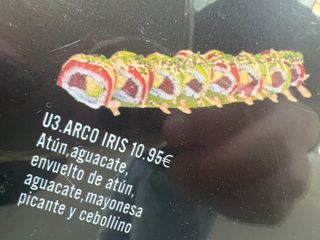 U3.ARCO IRIS 10.95€
Atún, aguacate,
envuelto de atún,
aguacate, mayonesa
picante y cebollino